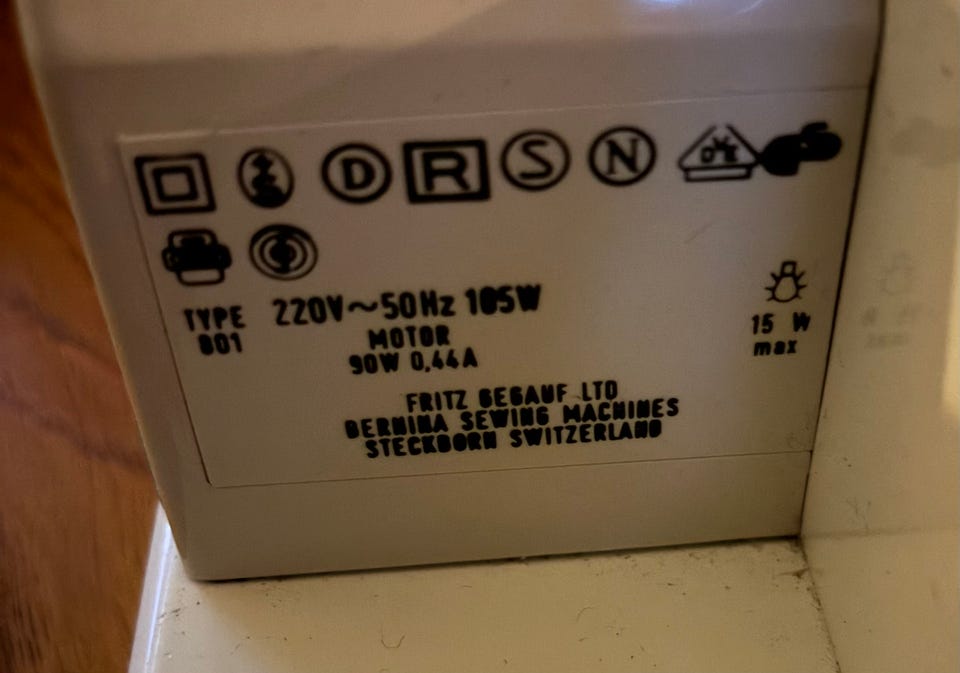 D R S N
TYPE 220V~50Hz 105W
801 MOTOR
90W 0,44A
15 W
max
FRITZ GEGAUF LTD
BERNINA SEWING MACHINES
STECKBORN SWITZERLAND